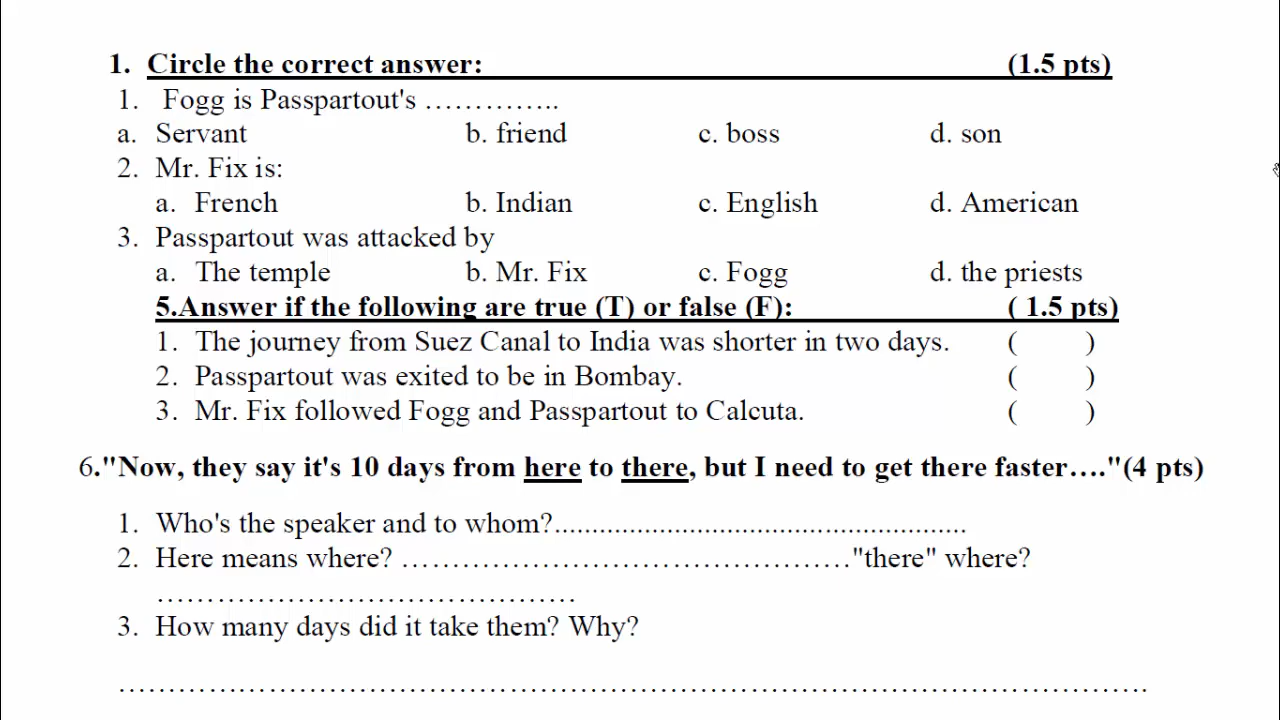 1. Circle the correct answer: (1.5 pts)
1. Fogg is Passpartout's …………..
a. Servant b. friend c. boss d. son
2. Mr. Fix is:
a. French b. Indian c. English d. American
3. Passpartout was attacked by
a. The temple b. Mr. Fix c. Fogg d. the priests
5.Answer if the following are true (T) or false (F): ( 1.5 pts)
1. The journey from Suez Canal to India was shorter in two days. ( )
2. Passpartout was exited to be in Bombay. ( )
3. Mr. Fix followed Fogg and Passpartout to Calcuta. ( )
6."Now, they say it's 10 days from here to there, but I need to get there faster…."(4 pts)
1. Who's the speaker and to whom?.......................................................
2. Here means where? ………………………………………"there" where?
……………………………………
3. How many days did it take them? Why?
………………………………………………………………………………………….